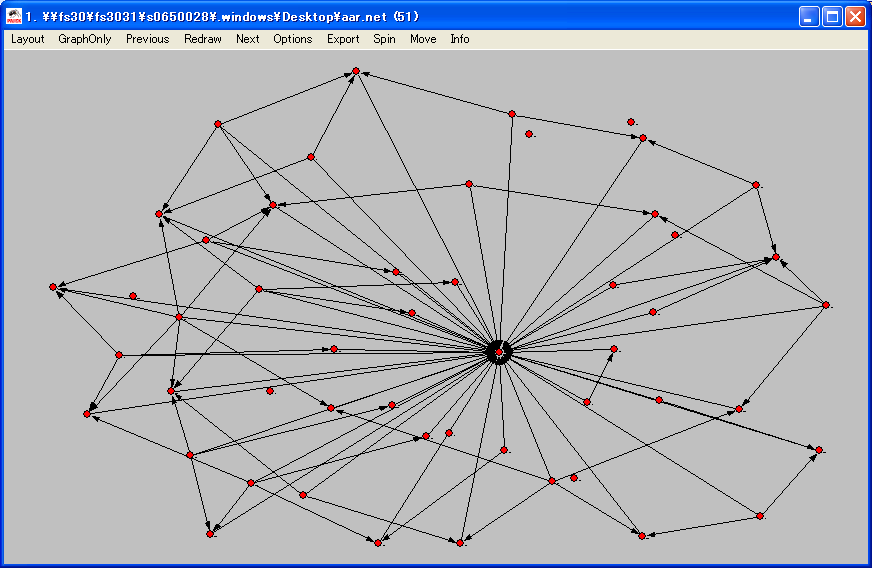 1. ¥¥fs30¥fs3031¥s0650028¥.windows¥Desktop¥aar.net (51)
Layout GraphOnly Previous Redraw Next Options Export Spin Move Info